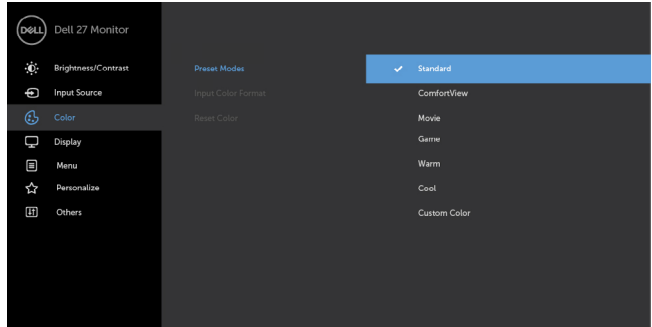 DELL Dell 27 Monitor
Brightness/Contrast
Input Source
Color
Display
Menu
Personalize
Others
Preset Modes
Input Color Format
Reset Color
Standard
ComfortView
Movie
Game
Warm
Cool
Custom Color